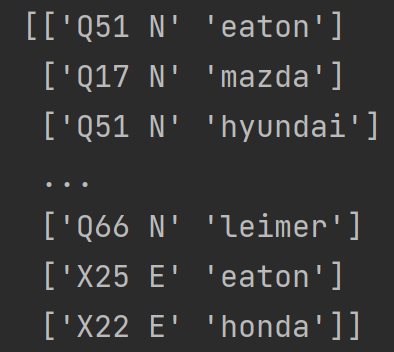 [['Q51 N' 'eaton']
['Q17 N' 'mazda']
['Q51 N' 'hyundai']
...
['Q66 N' 'leimer']
['X25 E' 'eaton']
['X22 E' 'honda']]